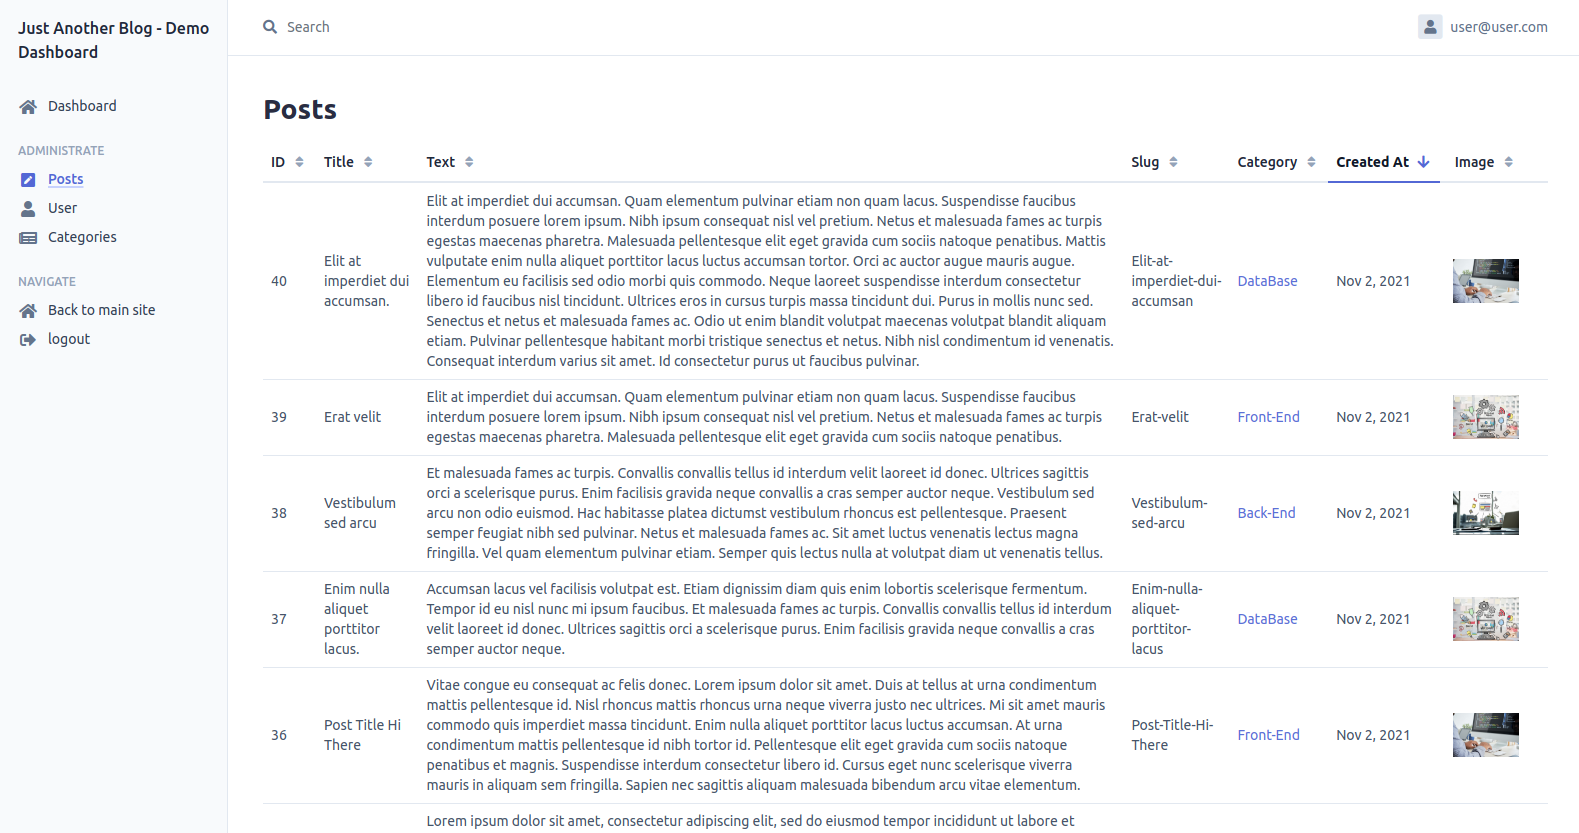 Just Another Blog - Demo
Dashboard
Dashboard
ADMINISTRATE
Posts
User
Categories
NAVIGATE
Back to main site
logout
Search
user@user.com
Posts
ID Title Text Slug Category Created At Image
40
Elit at
imperdiet dui
accumsan.
Elit at imperdiet dui accumsan. Quam elementum pulvinar etiam non quam lacus. Suspendisse faucibus
interdum posuere lorem ipsum. Nibh ipsum consequat nisl vel pretium. Netus et malesuada fames ac turpis
egestas maecenas pharetra. Malesuada pellentesque elit eget gravida cum sociis natoque penatibus. Mattis
vulputate enim nulla aliquet porttitor lacus luctus accumsan tortor. Orci ac auctor augue mauris augue.
Elementum eu facilisis sed odio morbi quis commodo. Neque laoreet suspendisse interdum consectetur
libero id faucibus nisl tincidunt. Ultrices eros in cursus turpis massa tincidunt dui. Purus in mollis nunc sed.
Senectus et netus et malesuada fames ac. Odio ut enim blandit volutpat maecenas volutpat blandit aliquam
etiam. Pulvinar pellentesque habitant morbi tristique senectus et netus. Nibh nisl condimentum id venenatis.
Consequat interdum varius sit amet. Id consectetur purus ut faucibus pulvinar.
Elit-at-
imperdiet-dui-
accumsan
DataBase
Nov 2, 2021
39
Erat velit
Elit at imperdiet dui accumsan. Quam elementum pulvinar etiam non quam lacus. Suspendisse faucibus
interdum posuere lorem ipsum. Nibh ipsum consequat nisl vel pretium. Netus et malesuada fames ac turpis
egestas maecenas pharetra. Malesuada pellentesque elit eget gravida cum sociis natoque penatibus.
Erat-velit
Front-End
Nov 2, 2021
38
Vestibulum
sed arcu
Et malesuada fames ac turpis. Convallis convallis tellus id interdum velit laoreet id donec. Ultrices sagittis
orci a scelerisque purus. Enim facilisis gravida neque convallis a cras semper auctor neque. Vestibulum sed
arcu non odio euismod. Hac habitasse platea dictumst vestibulum rhoncus est pellentesque. Praesent
semper feugiat nibh sed pulvinar. Netus et malesuada fames ac. Sit amet luctus venenatis lectus magna
fringilla. Vel quam elementum pulvinar etiam. Semper quis lectus nulla at volutpat diam ut venenatis tellus.
Vestibulum-
sed-arcu
Back-End
Nov 2, 2021
37
Enim nulla
aliquet
porttitor
lacus.
Accumsan lacus vel facilisis volutpat est. Etiam dignissim diam quis enim lobortis scelerisque fermentum.
Tempor id eu nisl nunc mi ipsum faucibus. Et malesuada fames ac turpis. Convallis convallis tellus id interdum
velit laoreet id donec. Ultrices sagittis orci a scelerisque purus. Enim facilisis gravida neque convallis a cras
semper auctor neque.
Enim-nulla-
aliquet-
porttitor-
lacus
DataBase
Nov 2, 2021
36
Post Title Hi
There
Vitae congue eu consequat ac felis donec. Lorem ipsum dolor sit amet. Duis at tellus at urna condimentum
mattis pellentesque id. Nisl rhoncus mattis rhoncus urna neque viverra justo nec ultrices. Mi sit amet mauris
commodo quis imperdiet massa tincidunt. Enim nulla aliquet porttitor lacus luctus accumsan. At urna
condimentum mattis pellentesque id nibh tortor id. Pellentesque elit eget gravida cum sociis natoque
penatibus et magnis. Suspendisse interdum consectetur libero id. Cursus eget nunc scelerisque viverra
mauris in aliquam sem fringilla. Sapien nec sagittis aliquam malesuada bibendum arcu vitae elementum.
Post-Title-Hi-
There
Front-End
Nov 2, 2021
Lorem ipsum dolor sit amet, consectetur adipiscing elit, sed do eiusmod tempor incididunt ut labore et